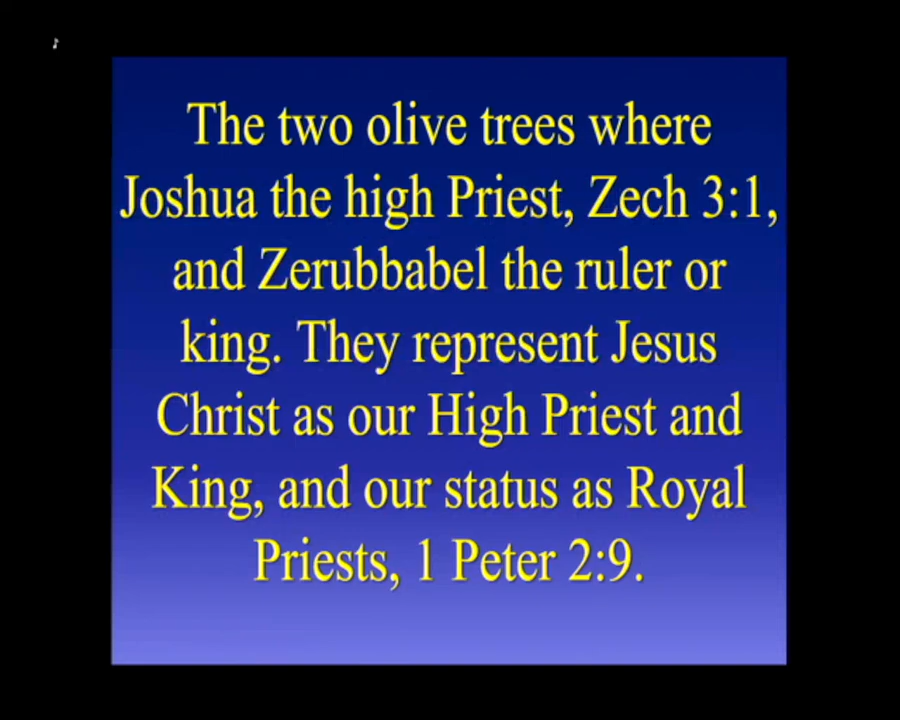 The two olive trees where
Joshua the high Priest, Zech 3:1,
and Zerubbabel the ruler or
king. They represent Jesus
Christ as our High Priest and
King, and our status as Royal
Priests, 1 Peter 2:9.